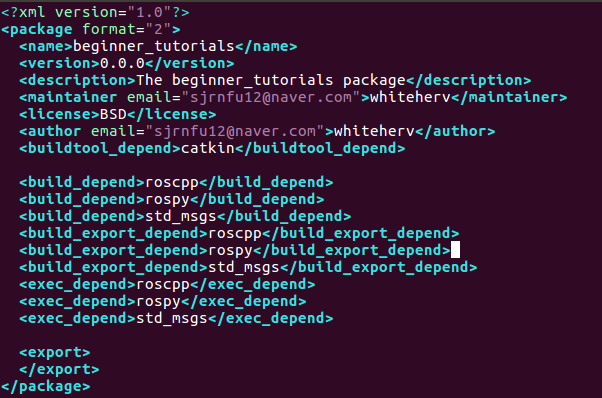 <?xml version="1.0"?>
<package format="2">
  <name>beginner_tutorials</name>
  <version>0.0.0</version>
  <description>The beginner_tutorials package</description>
  <maintainer email="sjrnfu12@naver.com">whiteherv</maintainer>
  <license>BSD</license>
  <author email="sjrnfu12@naver.com">whiteherv</author>
  <buildtool_depend>catkin</buildtool_depend>

  <build_depend>roscpp</build_depend>
  <build_depend>rospy</build_depend>
  <build_depend>std_msgs</build_depend>
  <build_export_depend>roscpp</build_export_depend>
  <build_export_depend>rospy</build_export_depend>
  <build_export_depend>std_msgs</build_export_depend>
  <exec_depend>roscpp</exec_depend>
  <exec_depend>rospy</exec_depend>
  <exec_depend>std_msgs</exec_depend>

  <export>
  </export>
</package>